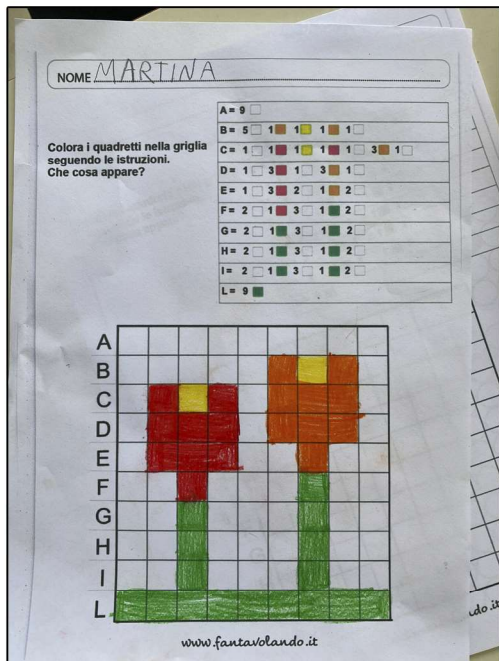 NOME MARTINA
Colora i quadretti nella griglia
seguendo le istruzioni.
Che cosa appare?
A = 9
B = 5 1 1 1 1
C = 1 1 1 1 1 3 1
D = 1 3 1 3 1
E = 1 3 2 1 2
F = 2 1 3 1 2
G = 2 1 3 1 2
H = 2 1 3 1 2
I = 2 1 3 1 2
L = 9
A
B
C
D
E
F
G
H
I
L
www.fantavolando.it
do.it